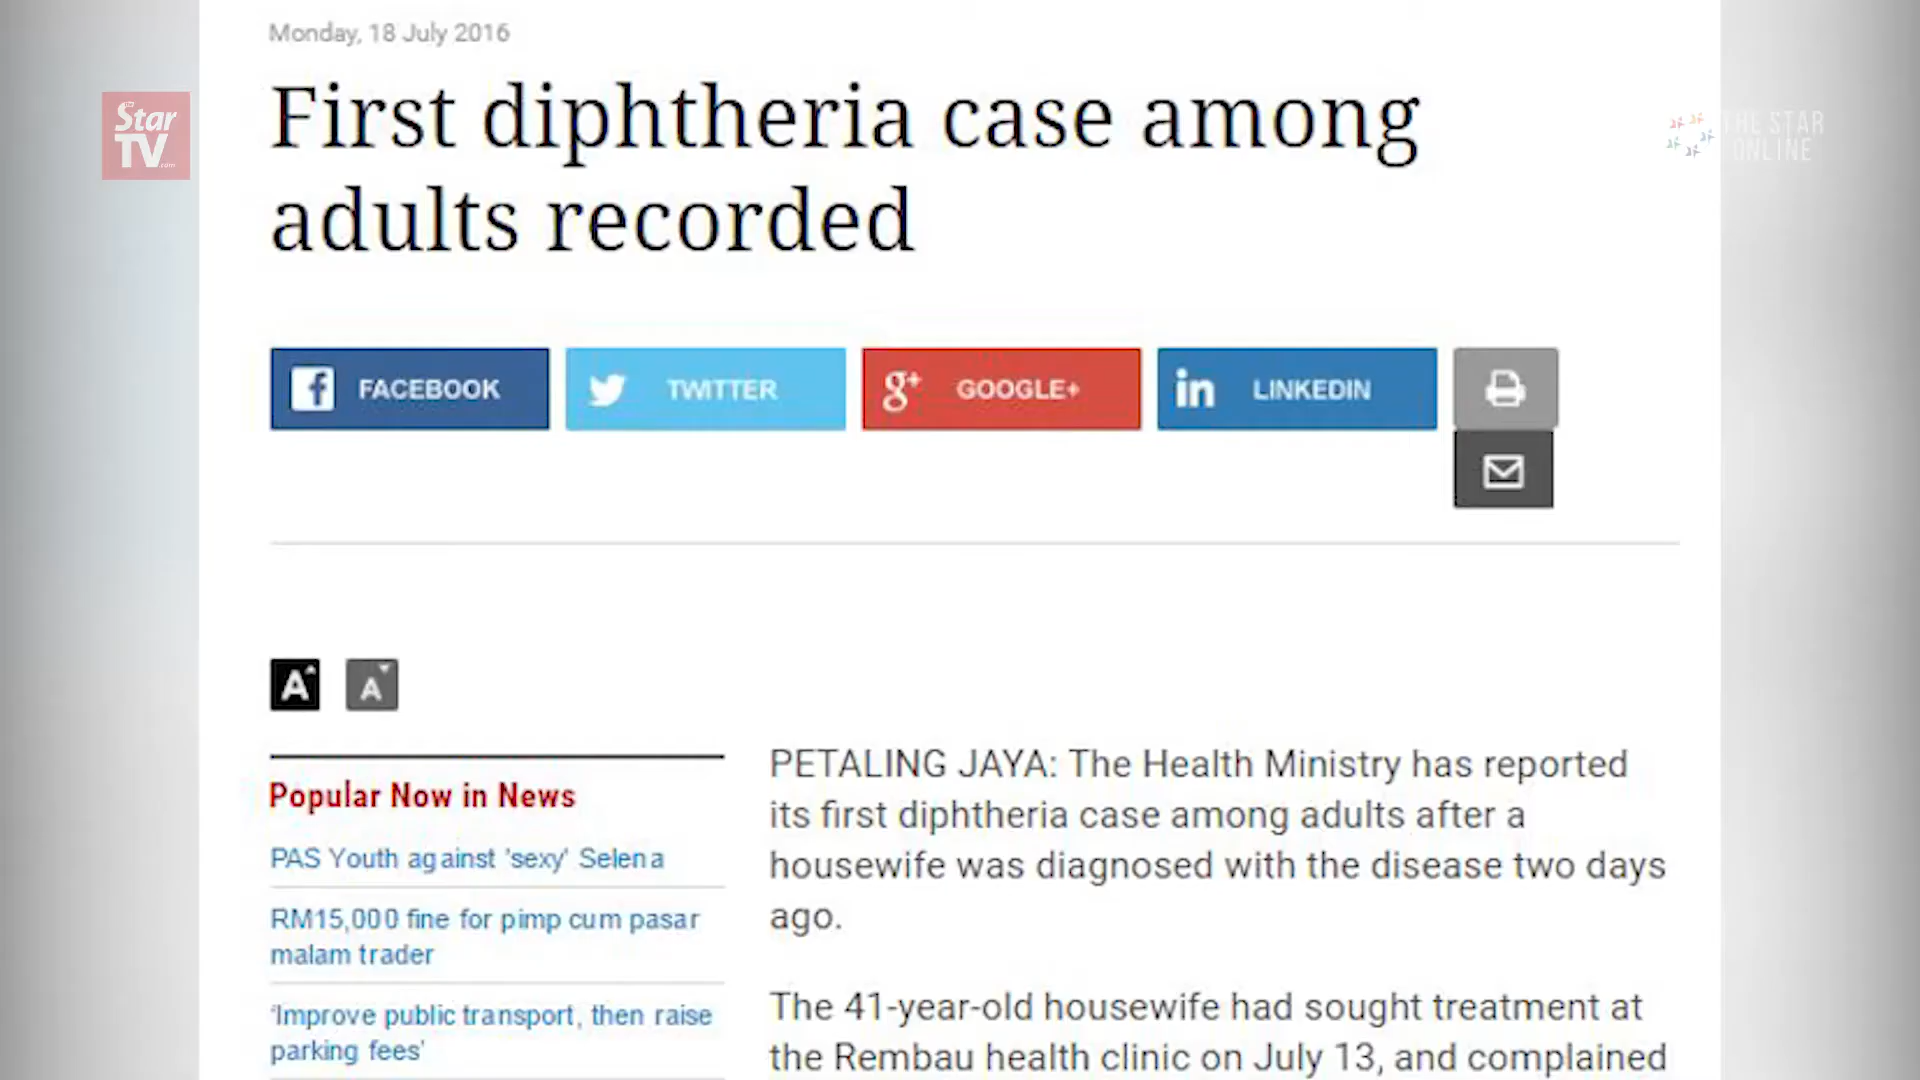 Monday, 18 July 2016
First diphtheria case among
adults recorded
Star
TV
.com
THE STAR
ONLINE
FACEBOOK
TWITTER
g+ GOOGLE+
in LINKEDIN
A A
Popular Now in News
PAS Youth against 'sexy' Selena
RM15,000 fine for pimp cum pasar
malam trader
'Improve public transport, then raise
parking fees'
PETALING JAYA: The Health Ministry has reported
its first diphtheria case among adults after a
housewife was diagnosed with the disease two days
ago.
The 41-year-old housewife had sought treatment at
the Rembau health clinic on July 13, and complained